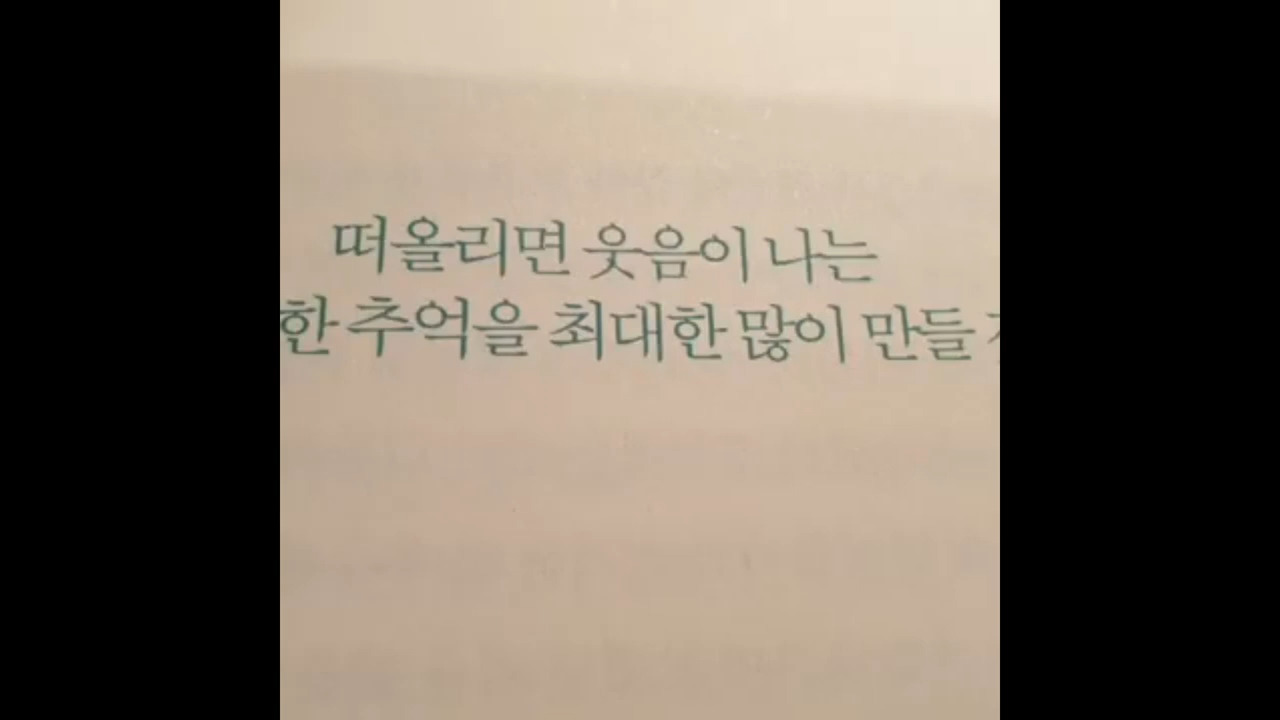 떠올리면 웃음이 나는
한 추억을 최대한 많이 만들